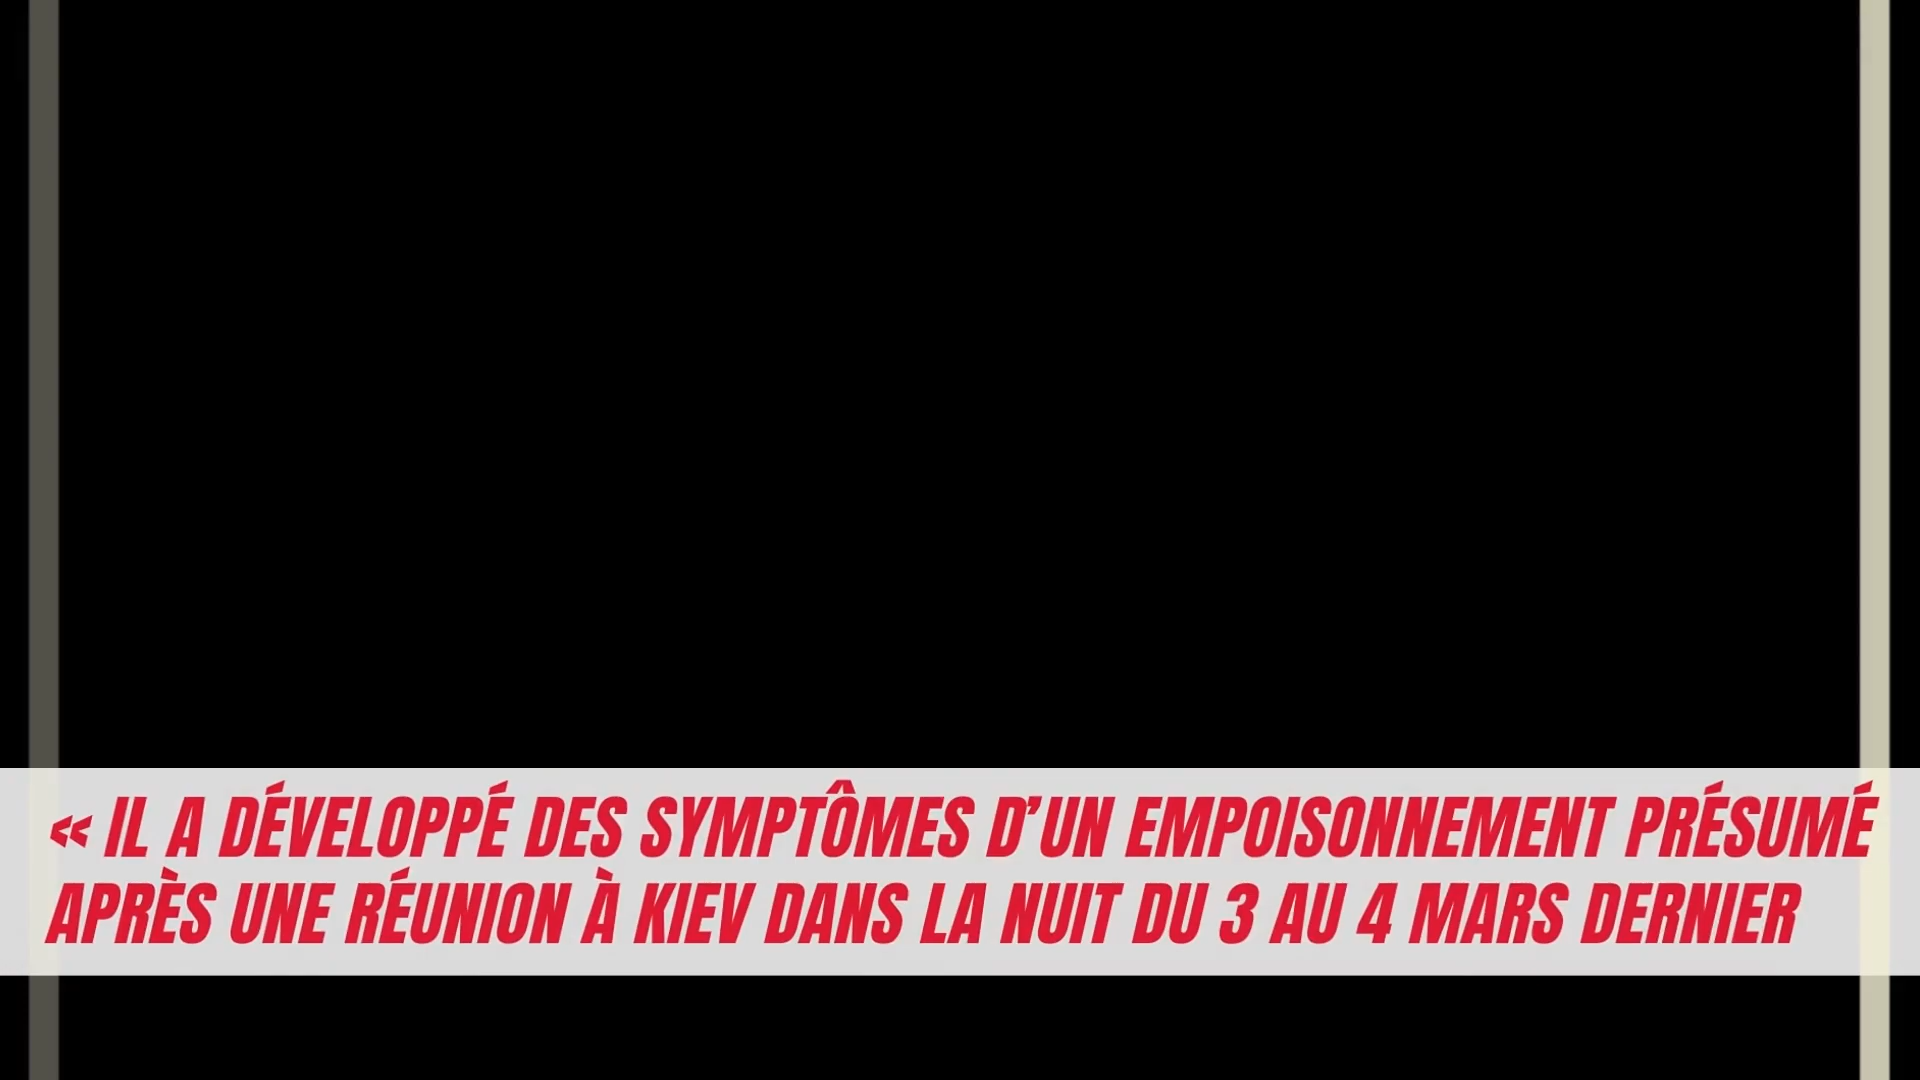 « IL A DÉVELOPPÉ DES SYMPTÔMES D’UN EMPOISONNEMENT PRÉSUMÉ
APRÈS UNE RÉUNION À KIEV DANS LA NUIT DU 3 AU 4 MARS DERNIER